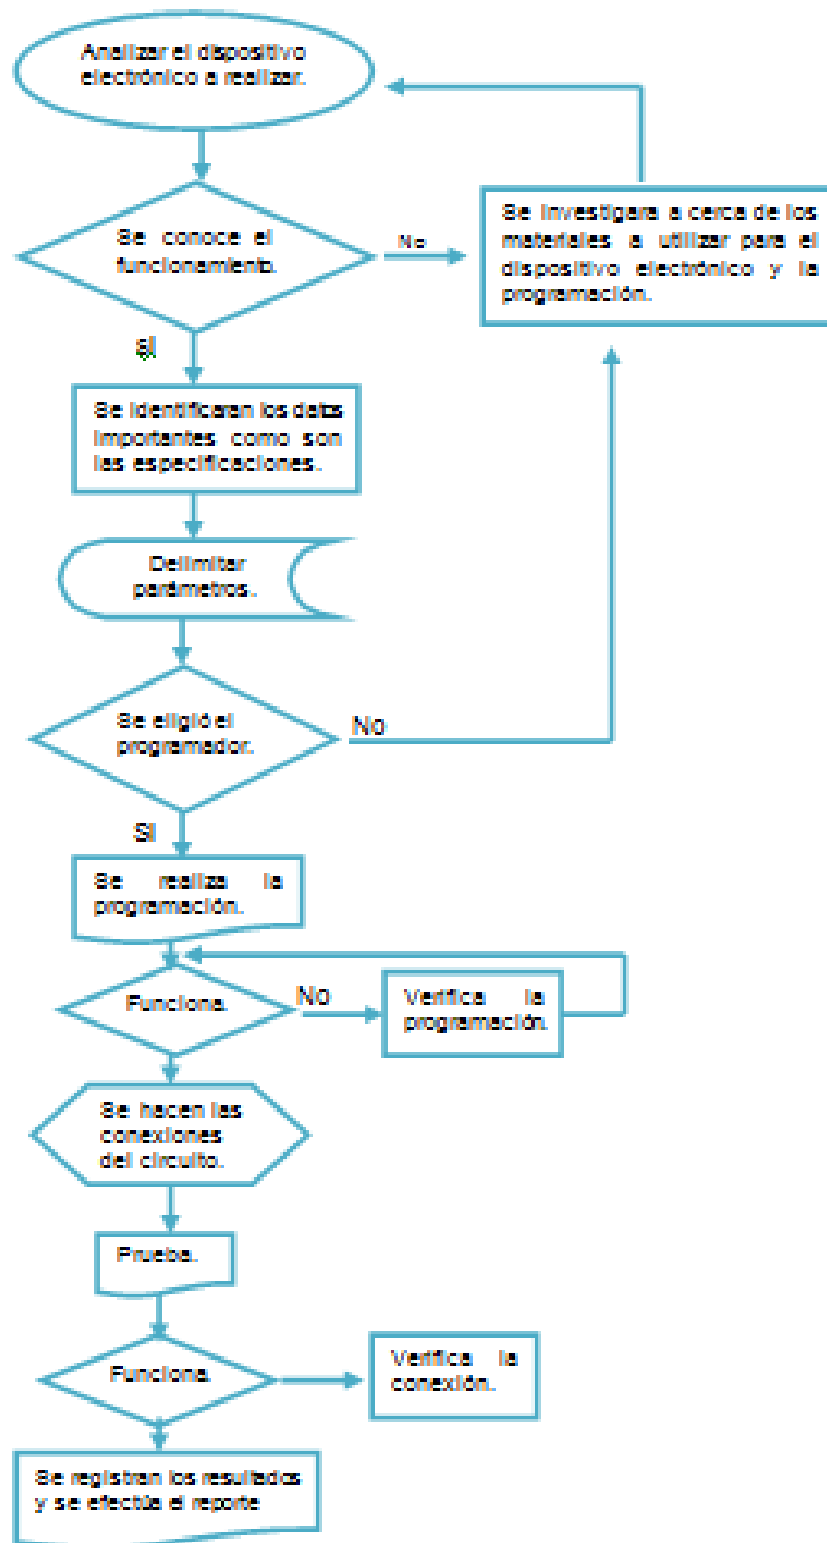 Analizar el dispositivo
electrónico a realizar.
Se conoce el
funcionamiento.
No
Se investigara a cerca de los
materiales a utilizar para el
dispositivo electrónico y la
programación.
SI
Se identificaran los datos
importantes como son
las especificaciones.
Delimitar
parámetros.
Se eligió el
programador.
No
SI
Se realiza la
programación.
Funciona.
No
Verifica la
programación.
Se hacen las
conexiones
del circuito.
Prueba.
Funciona.
Verifica la
conexión.
Se registran los resultados
y se efectúa el reporte